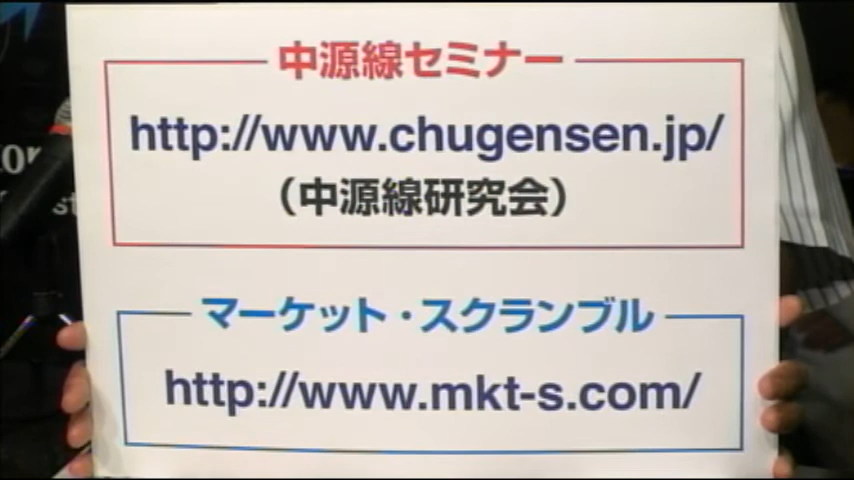 中源線セミナー
http://www.chugensen.jp/
（中源線研究会）
マーケット・スクランブル
http://www.mkt-s.com/